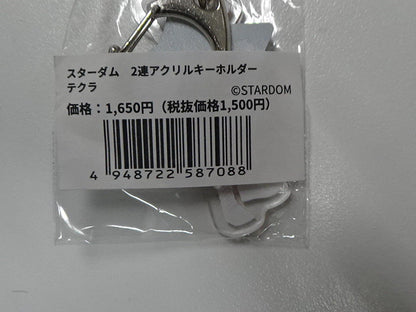 スターダム　2連アクリルキーホルダー
テクラ
©STARDOM
価格：1,650円（税抜価格1,500円）
4 948722 587088